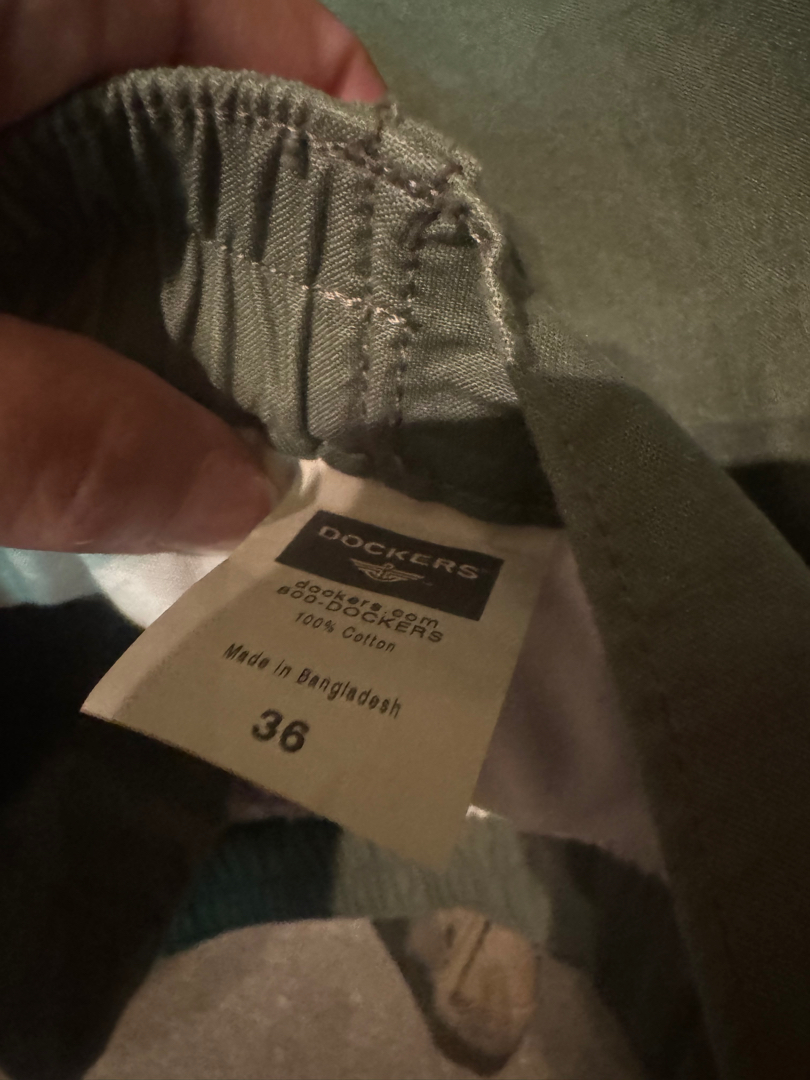 DOCKERS
dockers.com
800-DOCKERS
100% Cotton
Made in Bangladesh
36